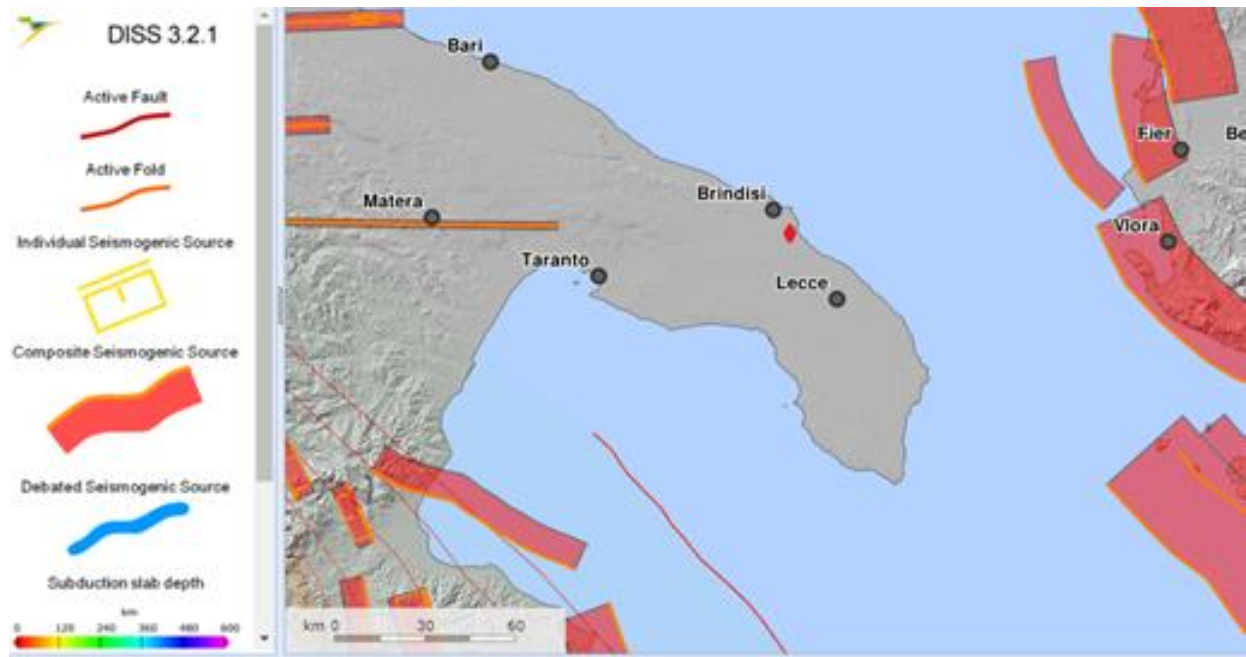 DISS 3.2.1
Active Fault
Active Fold
Individual Seismogenic Source
Composite Seismogenic Source
Debated Seismogenic Source
Subduction slab depth
km
0 120 240 360 480 600
Bari
Fier
Be
Matera
Brindisi
Vlora
Taranto
Lecce
km 0 30 60